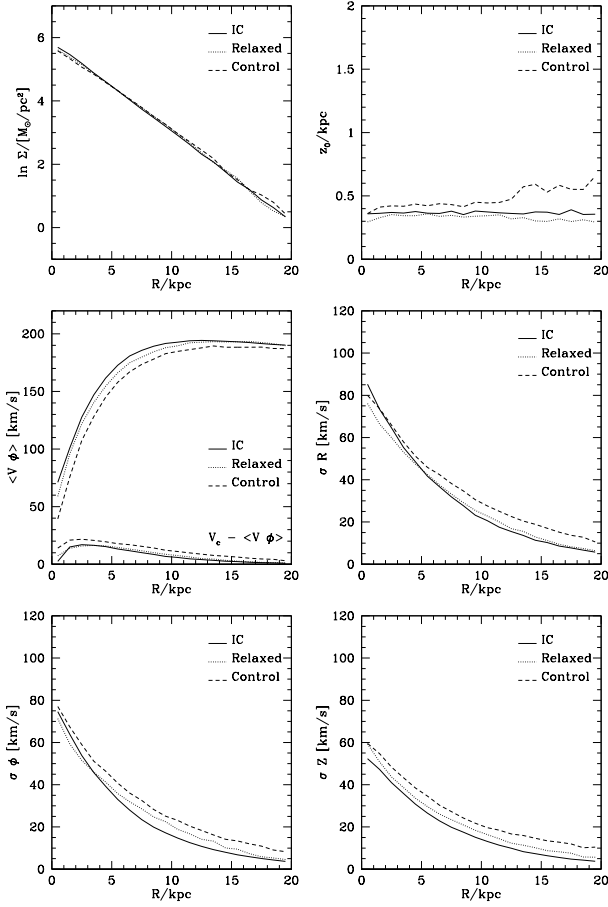 ln Σ/[M☉/pc²]
6
4
2
0
IC
Relaxed
Control
0 5 10 15 20
R/kpc
z₀/kpc
2
1.5
1
0.5
0
IC
Relaxed
Control
0 5 10 15 20
R/kpc
<V φ> [km/s]
200
150
100
50
0
IC
Relaxed
Control
V_c − <V φ>
0 5 10 15 20
R/kpc
σ R [km/s]
120
100
80
60
40
20
0
IC
Relaxed
Control
0 5 10 15 20
R/kpc
σ φ [km/s]
120
100
80
60
40
20
0
IC
Relaxed
Control
0 5 10 15 20
R/kpc
σ Z [km/s]
120
100
80
60
40
20
0
IC
Relaxed
Control
0 5 10 15 20
R/kpc